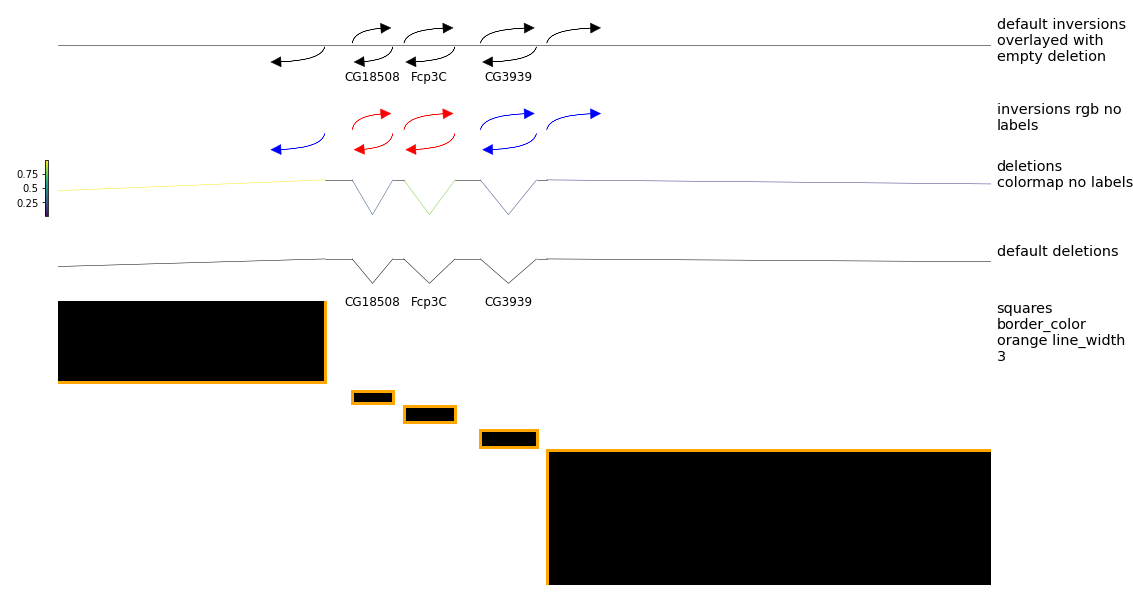 default inversions
overlayed with
empty deletion
CG18508 Fcp3C CG3939
inversions rgb no
labels
0.75
0.5
0.25
deletions
colormap no labels
default deletions
CG18508 Fcp3C CG3939
squares
border_color
orange line_width
3